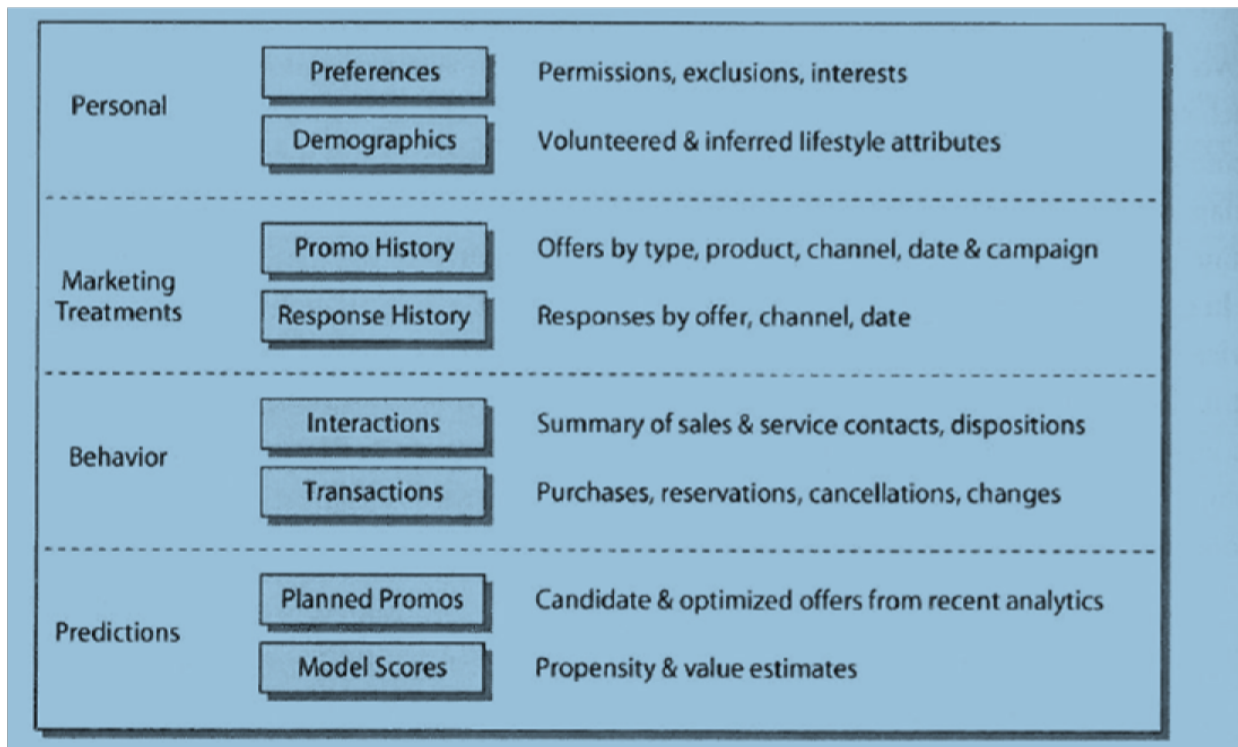 Preferences Permissions, exclusions, interests
Personal
Demographics Volunteered & inferred lifestyle attributes
Promo History Offers by type, product, channel, date & campaign
Marketing
Treatments
Response History Responses by offer, channel, date
Interactions Summary of sales & service contacts, dispositions
Behavior
Transactions Purchases, reservations, cancellations, changes
Planned Promos Candidate & optimized offers from recent analytics
Predictions
Model Scores Propensity & value estimates